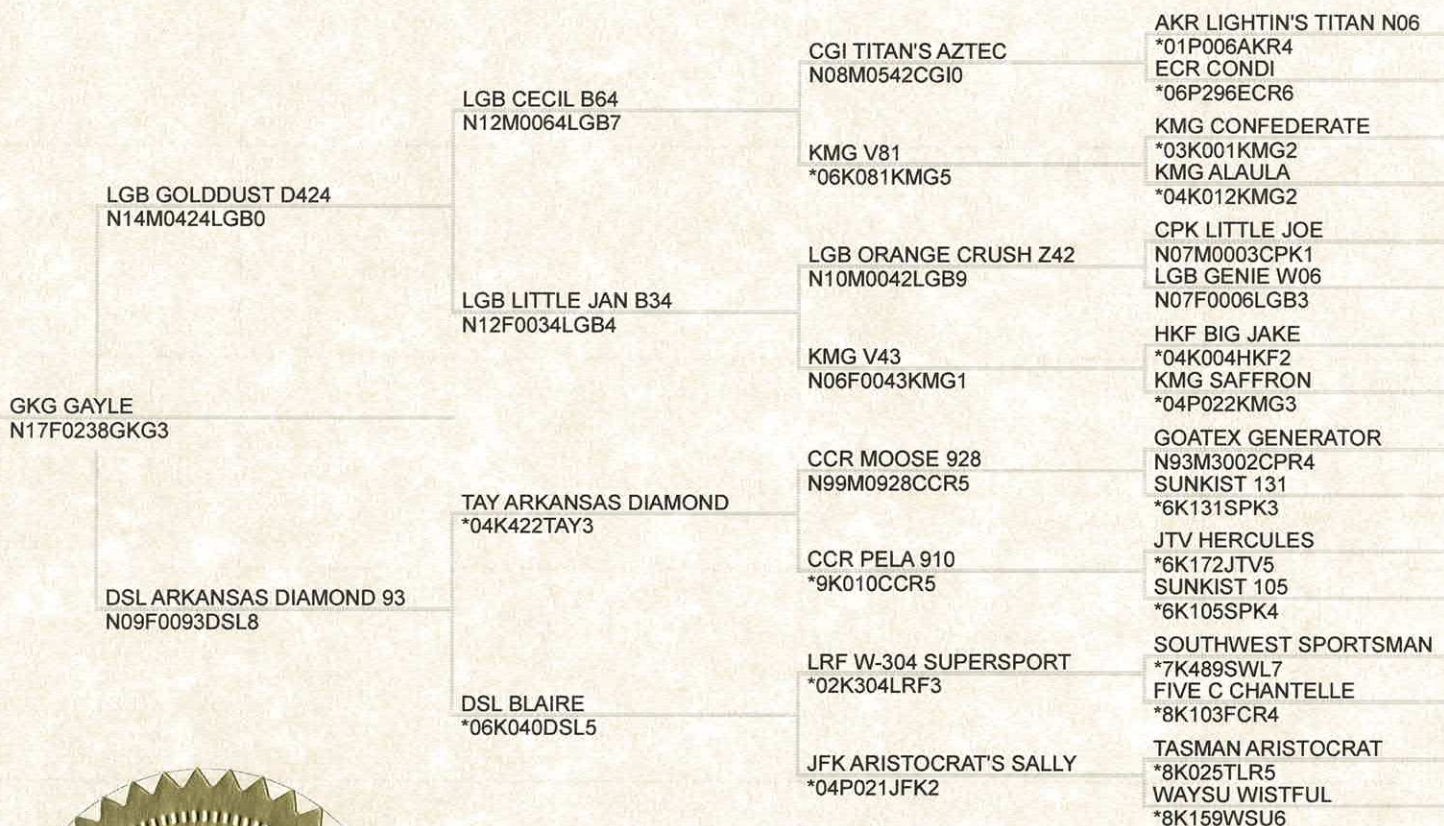 GKG GAYLE
N17F0238GKG3
LGB GOLDDUST D424
N14M0424LGB0
DSL ARKANSAS DIAMOND 93
N09F0093DSL8
LGB CECIL B64
N12M0064LGB7
LGB LITTLE JAN B34
N12F0034LGB4
TAY ARKANSAS DIAMOND
*04K422TAY3
DSL BLAIRE
*06K040DSL5
CGI TITAN'S AZTEC
N08M0542CGI0
KMG V81
*06K081KMG5
LGB ORANGE CRUSH Z42
N10M0042LGB9
KMG V43
N06F0043KMG1
CCR MOOSE 928
N99M0928CCR5
CCR PELA 910
*9K010CCR5
LRF W-304 SUPERSPORT
*02K304LRF3
JFK ARISTOCRAT'S SALLY
*04P021JFK2
AKR LIGHTIN'S TITAN N06
*01P006AKR4
ECR CONDI
*06P296ECR6
KMG CONFEDERATE
*03K001KMG2
KMG ALAULA
*04K012KMG2
CPK LITTLE JOE
N07M0003CPK1
LGB GENIE W06
N07F0006LGB3
HKF BIG JAKE
*04K004HKF2
KMG SAFFRON
*04P022KMG3
GOATEX GENERATOR
N93M3002CPR4
SUNKIST 131
*6K131SPK3
JTV HERCULES
*6K172JTV5
SUNKIST 105
*6K105SPK4
SOUTHWEST SPORTSMAN
*7K489SWL7
FIVE C CHANTELLE
*8K103FCR4
TASMAN ARISTOCRAT
*8K025TLR5
WAYSU WISTFUL
*8K159WSU6